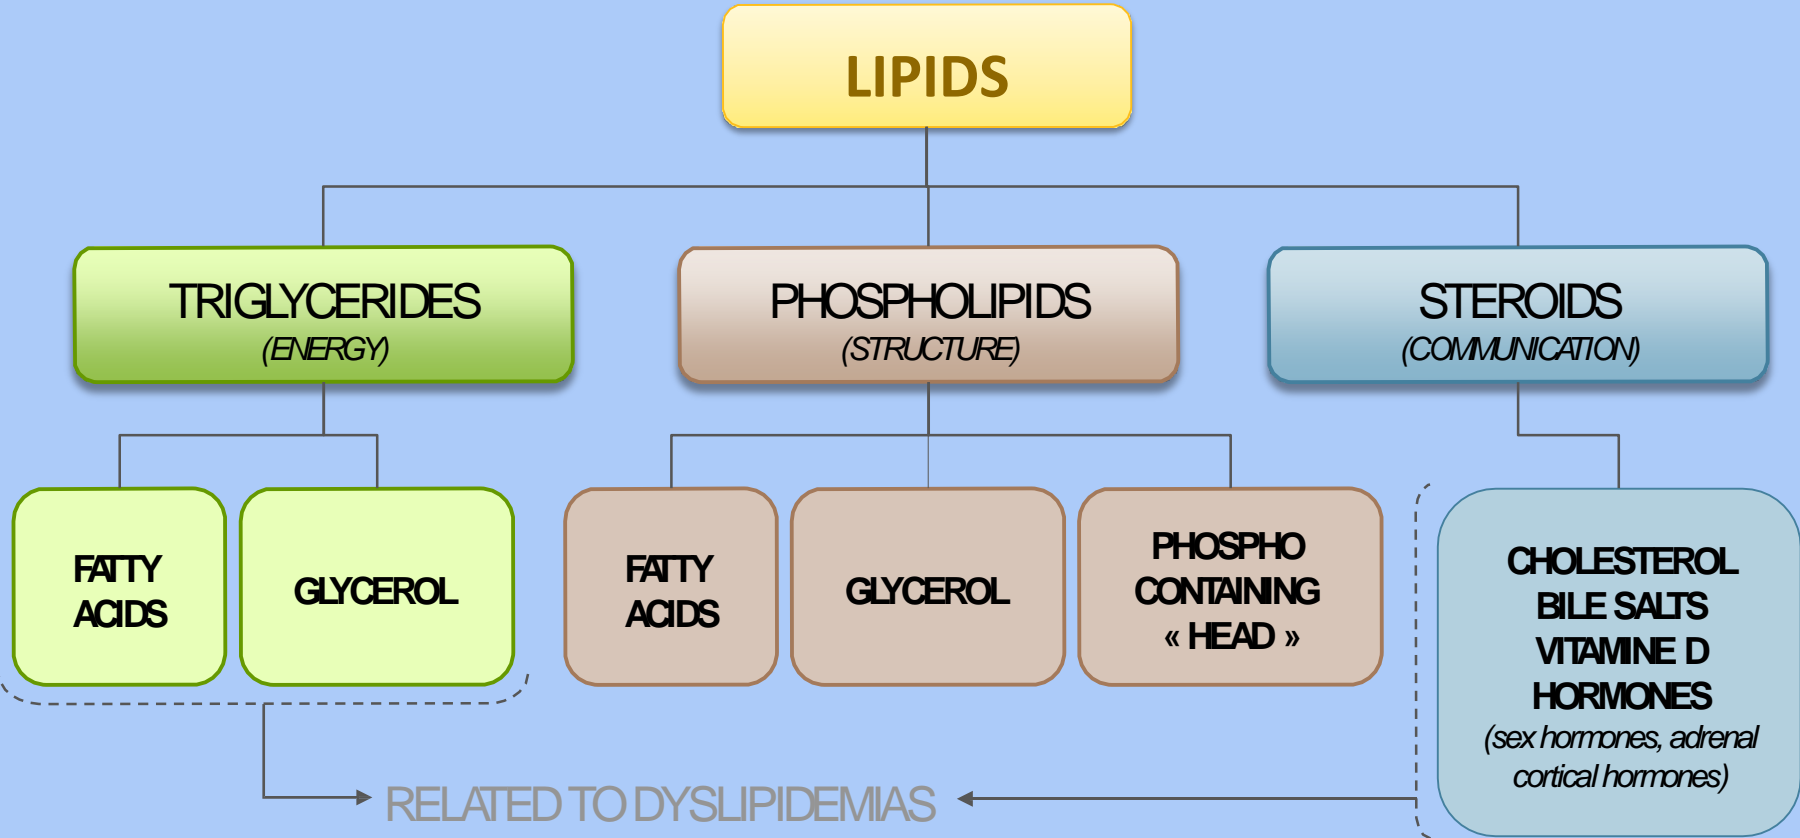 LIPIDS
TRIGLYCERIDES
(ENERGY)
PHOSPHOLIPIDS
(STRUCTURE)
STEROIDS
(COMMUNICATION)
FATTY
ACIDS
GLYCEROL
FATTY
ACIDS
GLYCEROL
PHOSPHO
CONTAINING
« HEAD »
CHOLESTEROL
BILE SALTS
VITAMINE D
HORMONES
(sex hormones, adrenal
cortical hormones)
RELATED TO DYSLIPIDEMIAS